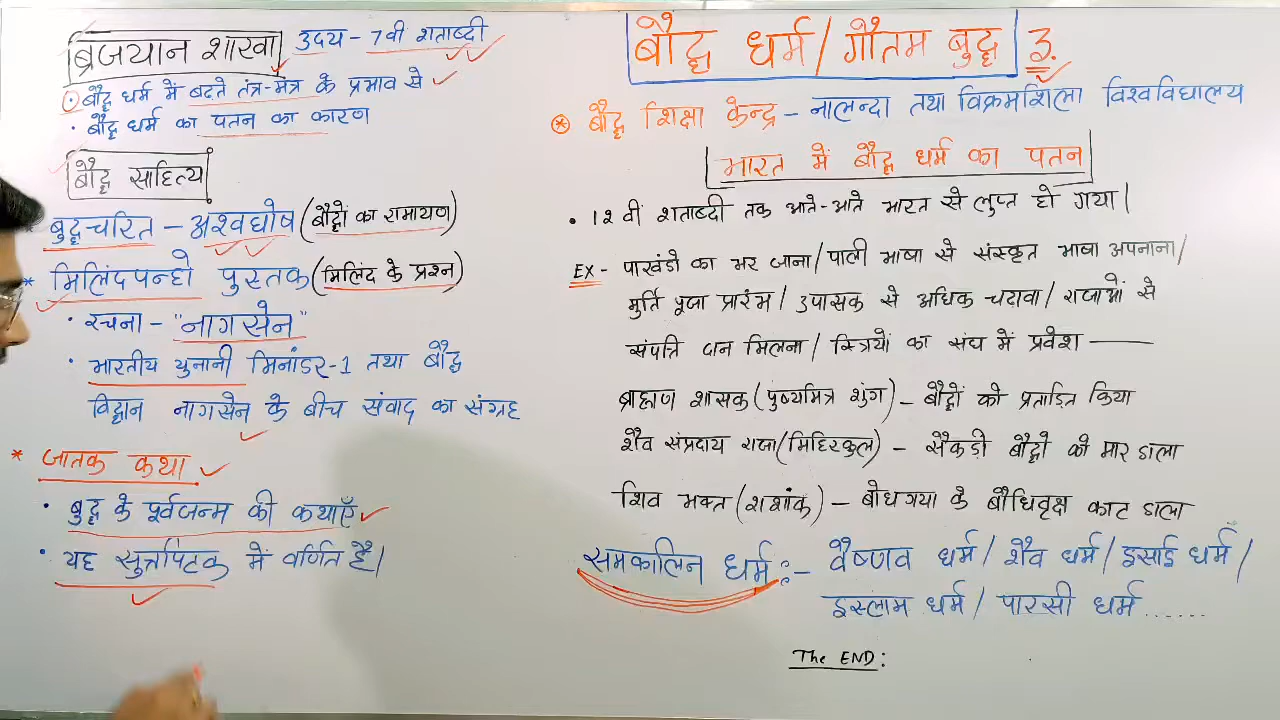 ब्रजयान शाखा उदय - 7वी शताब्दी
· बौद्ध धर्म में बढते तंत्र-मंत्र के प्रभाव से
· बौद्ध धर्म का पतन का कारण
बौद्ध साहित्य
बुद्धचरित - अश्वघोष (बौद्धों का रामायण)
* मिलिंदपन्हो पुस्तक (मिलिंद के प्रश्न)
· रचना - "नागसेन"
· भारतीय युनानी मिनांडर-1 तथा बौद्ध
विद्वान नागसेन के बीच संवाद का संग्रह
* जातक कथा
· बुद्ध के पूर्वजन्म की कथाएँ
· यह सुत्तपिटक में वर्णित है।
बौद्ध धर्म / गौतम बुद्ध 3.
* बौद्ध शिक्षा केन्द्र - नालन्दा तथा विक्रमशिला विश्वविद्यालय
भारत में बौद्ध धर्म का पतन
· 12 वीं शताब्दी तक आते-आते भारत से लुप्त हो गया।
EX - पाखंडो का भर जाना / पाली भाषा से संस्कृत भाषा अपनाना /
मुर्ति पूजा प्रारंभ / उपासक से अधिक चढावा / राजाओं से
संपत्ति दान मिलना / स्त्रियों का संघ में प्रवेश ——
ब्राह्मण शासक (पुष्यमित्र शुंग) - बौद्धों को प्रताड़ित किया
शैव संप्रदाय राजा (मिहिरकुल) - सैकड़ो बौद्धो को मार डाला
शिव भक्त (शशांक) - बोधगया के बौधिवृक्ष काट डाला
समकालिन धर्म :- वैष्णव धर्म / शैव धर्म / इसाई धर्म /
इस्लाम धर्म / पारसी धर्म ......
The END: